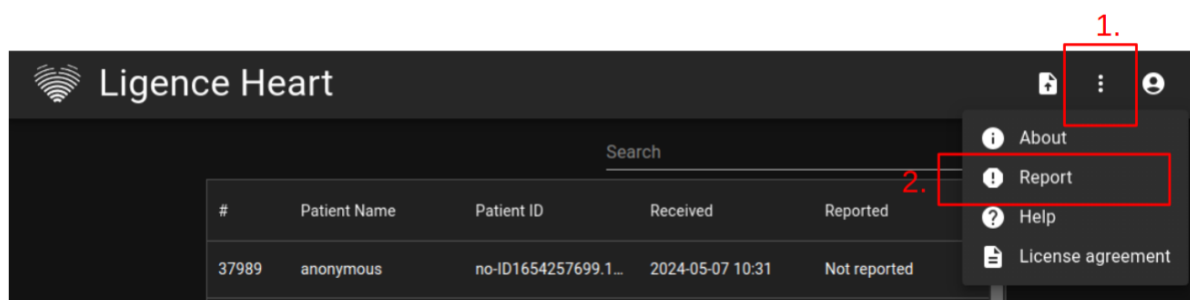 1.
Ligence Heart
About
Search
2.
Report
# Patient Name Patient ID Received Reported
Help
37989 anonymous no-ID1654257699.1... 2024-05-07 10:31 Not reported
License agreement